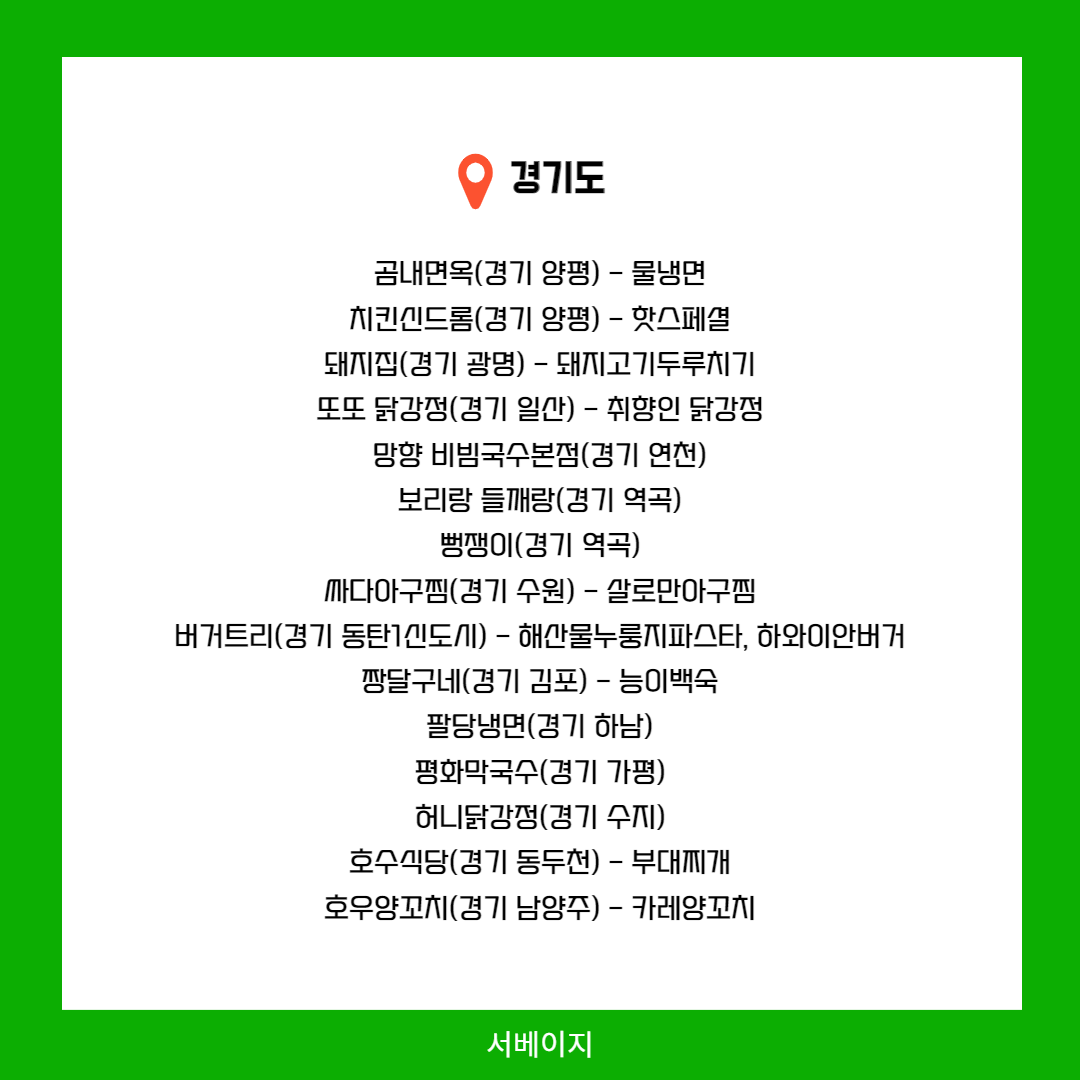 경기도
곰내면옥(경기 양평) - 물냉면
치킨신드롬(경기 양평) - 핫스페셜
돼지집(경기 광명) - 돼지고기두루치기
또또 닭강정(경기 일산) - 취향인 닭강정
망향 비빔국수본점(경기 연천)
보리랑 들깨랑(경기 역곡)
뻥쟁이(경기 역곡)
싸다아구찜(경기 수원) - 살로만아구찜
버거트리(경기 동탄1신도시) - 해산물누룽지파스타, 하와이안버거
짱달구네(경기 김포) - 능이백숙
팔당냉면(경기 하남)
평화막국수(경기 가평)
허니닭강정(경기 수지)
호수식당(경기 동두천) - 부대찌개
호우양꼬치(경기 남양주) - 카레양꼬치
서베이지